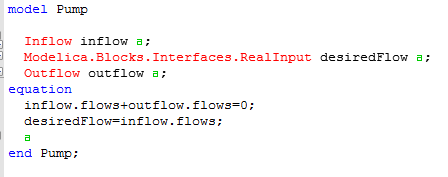 model Pump
Inflow inflow a;
Modelica.Blocks.Interfaces.RealInput desiredFlow a;
Outflow outflow a;
equation
inflow.flows+outflow.flows=0;
desiredFlow=inflow.flows;
a
end Pump;